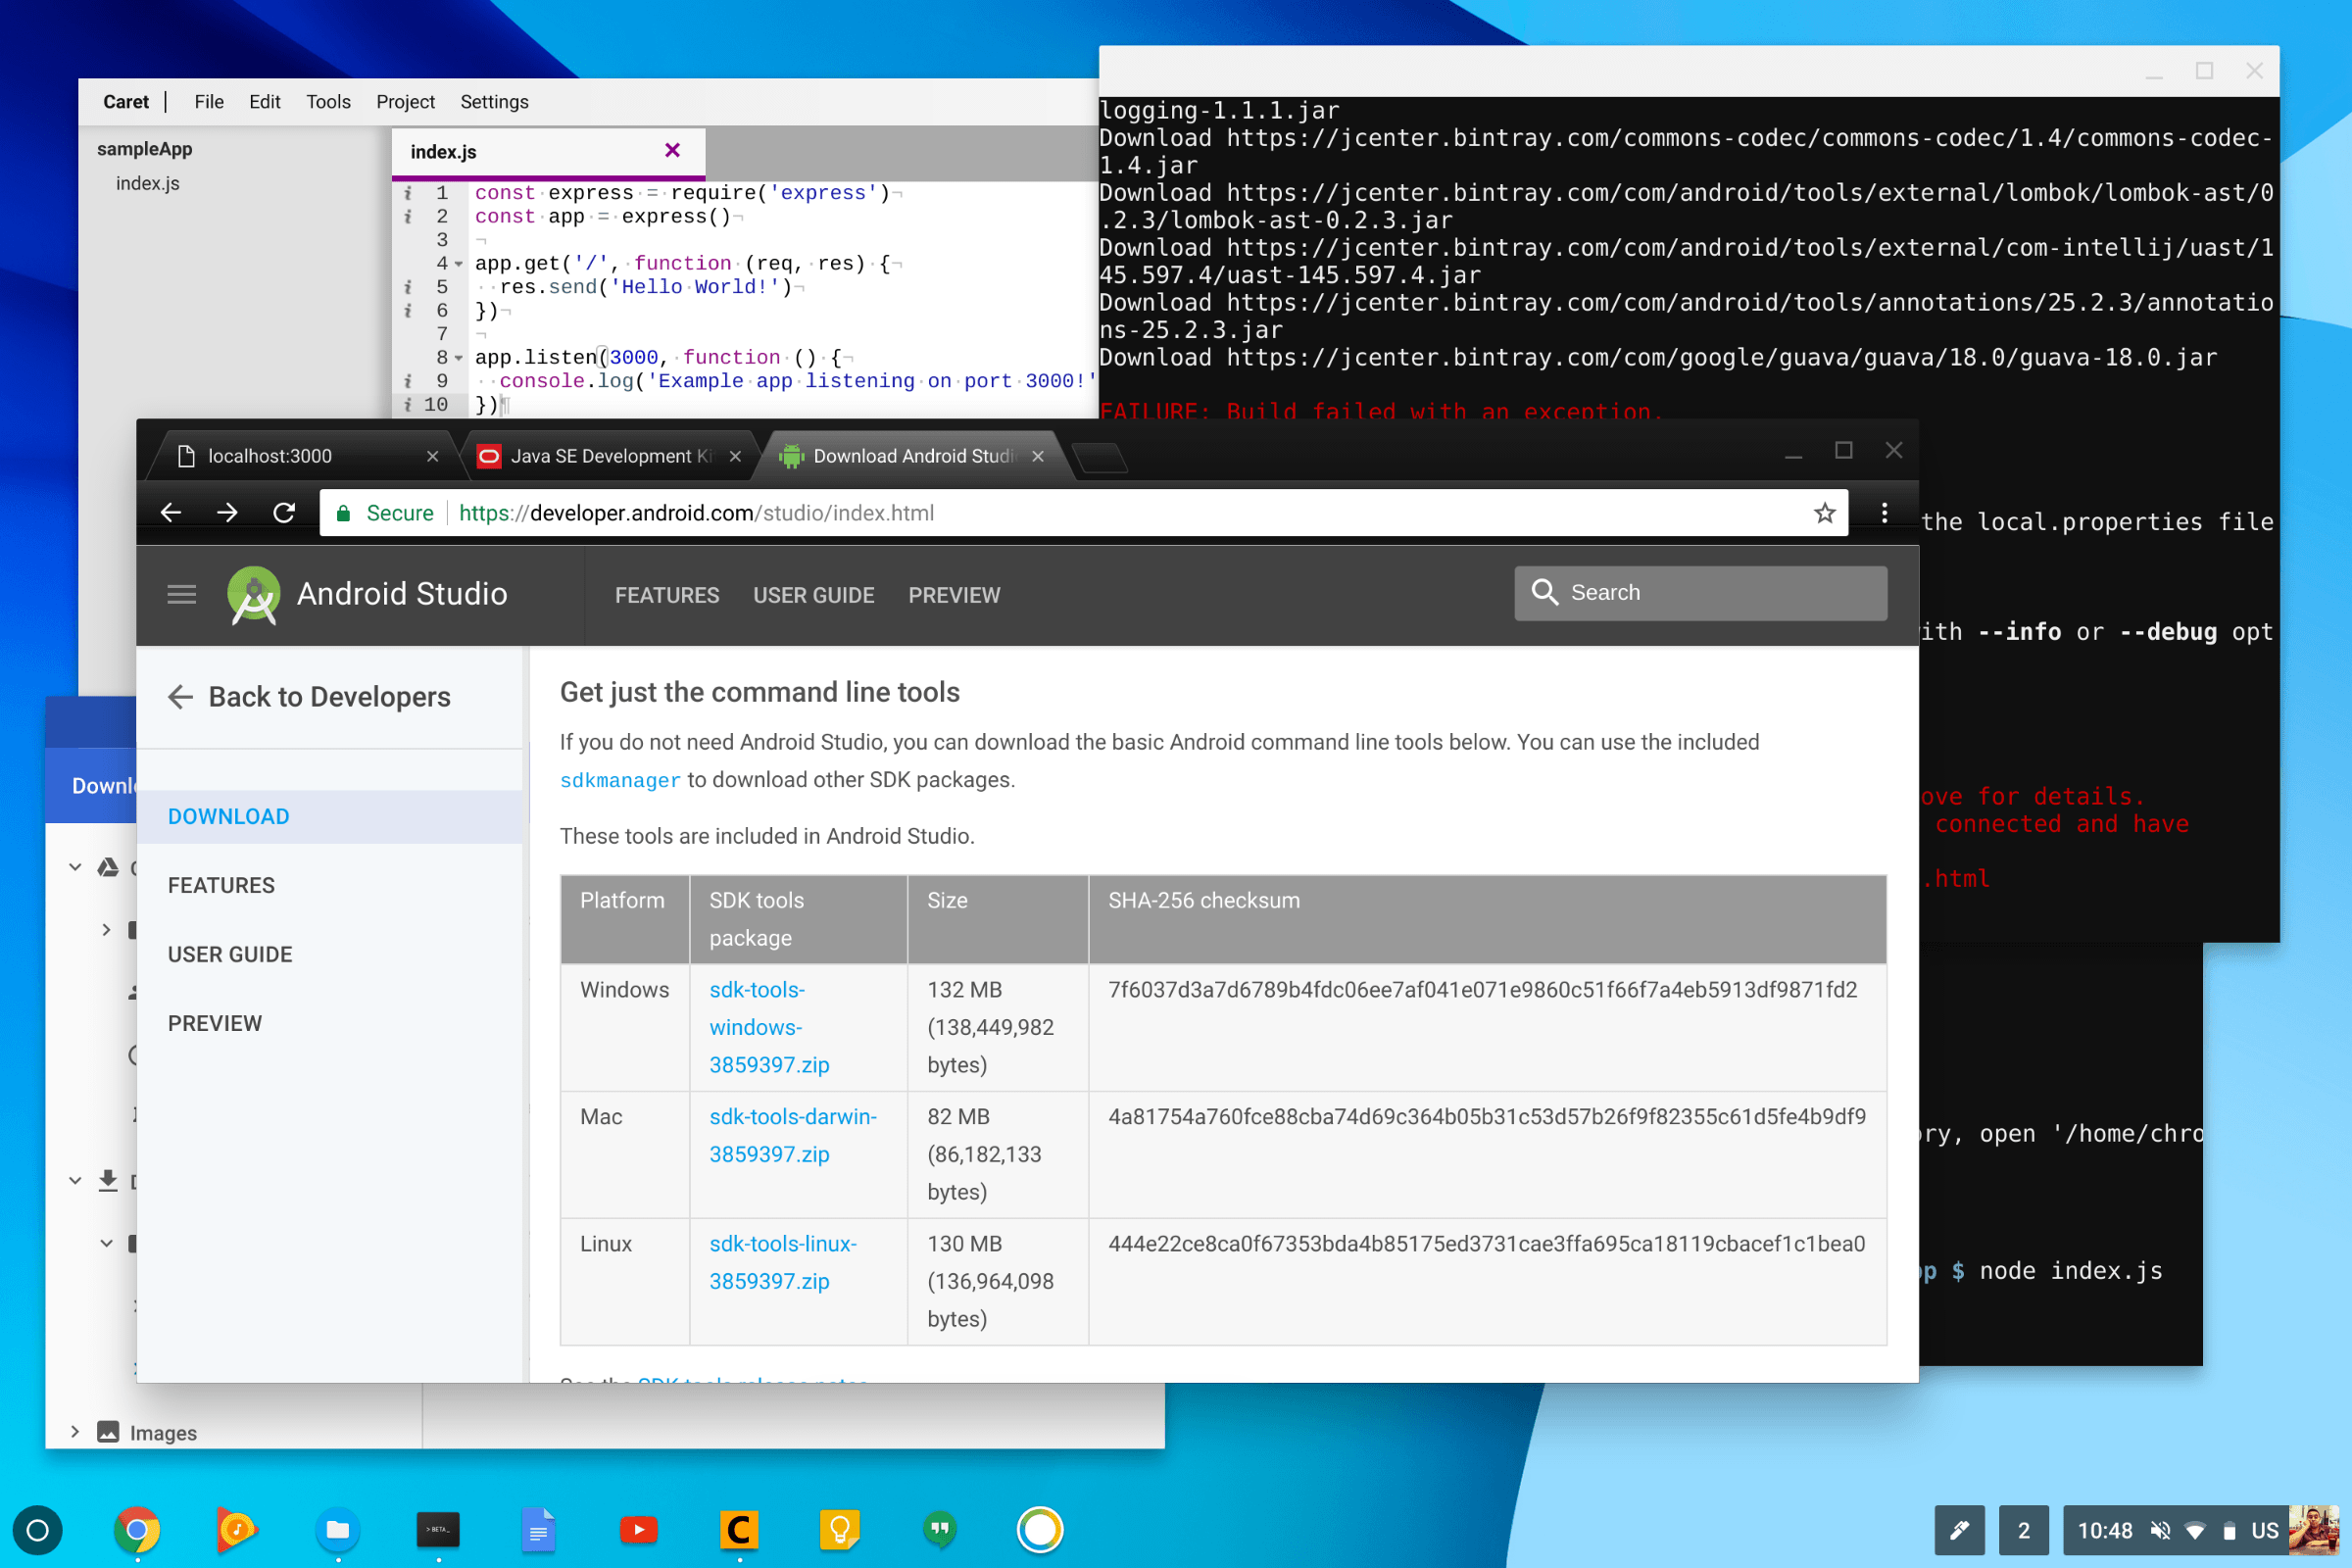 Caret
File Edit Tools Project Settings
sampleApp
index.js
index.js
1 const express = require('express')
2 const app = express()
3
4 app.get('/', function (req, res) {
5 res.send('Hello World!')
6 })
7
8 app.listen(3000, function () {
9 console.log('Example app listening on port 3000!'
10 })
logging-1.1.1.jar
Download https://jcenter.bintray.com/commons-codec/commons-codec/1.4/commons-codec-
1.4.jar
Download https://jcenter.bintray.com/com/android/tools/external/lombok/lombok-ast/0
.2.3/lombok-ast-0.2.3.jar
Download https://jcenter.bintray.com/com/android/tools/external/com-intellij/uast/1
45.597.4/uast-145.597.4.jar
Download https://jcenter.bintray.com/com/android/tools/annotations/25.2.3/annotatio
ns-25.2.3.jar
Download https://jcenter.bintray.com/com/google/guava/guava/18.0/guava-18.0.jar
FAILURE: Build failed with an exception.
the local.properties file
ith --info or --debug opt
ove for details.
connected and have
.html
ry, open '/home/chro
$ node index.js
localhost:3000
Java SE Development Ki
Download Android Studi
Secure https://developer.android.com/studio/index.html
Android Studio
FEATURES USER GUIDE PREVIEW
Search
Back to Developers
DOWNLOAD
FEATURES
USER GUIDE
PREVIEW
Get just the command line tools
If you do not need Android Studio, you can download the basic Android command line tools below. You can use the included
sdkmanager to download other SDK packages.
These tools are included in Android Studio.
Platform SDK tools package Size SHA-256 checksum
Windows sdk-tools-windows-3859397.zip 132 MB (138,449,982 bytes) 7f6037d3a7d6789b4fdc06ee7af041e071e9860c51f66f7a4eb5913df9871fd2
Mac sdk-tools-darwin-3859397.zip 82 MB (86,182,133 bytes) 4a81754a760fce88cba74d69c364b05b31c53d57b26f9f82355c61d5fe4b9df9
Linux sdk-tools-linux-3859397.zip 130 MB (136,964,098 bytes) 444e22ce8ca0f67353bda4b85175ed3731cae3ffa695ca18119cbacef1c1bea0
See the SDK tools release notes
Downl
Images
>BETA_
C
2
10:48
US